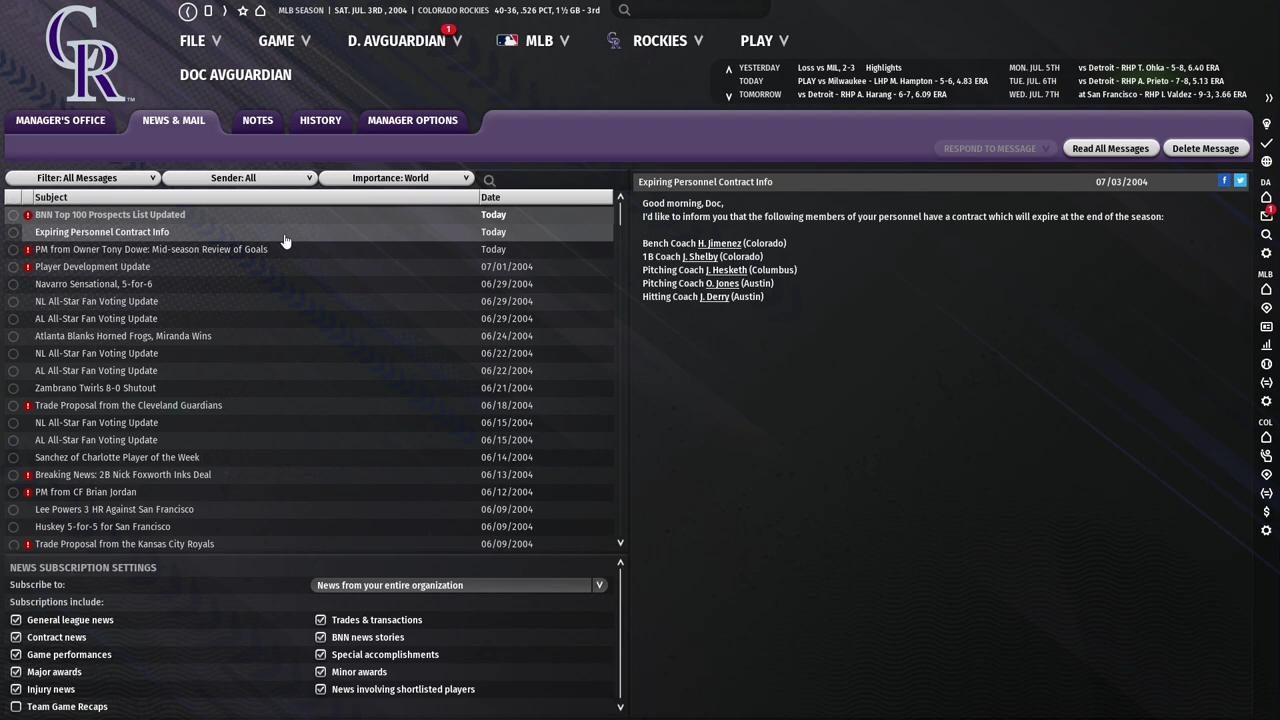 MLB SEASON | SAT. JUL. 3RD , 2004 | COLORADO ROCKIES 40-36, .526 PCT, 1 ½ GB - 3rd
FILE GAME D. AVGUARDIAN 1 MLB ROCKIES PLAY
DOC AVGUARDIAN
YESTERDAY Loss vs MIL, 2-3 Highlights MON. JUL. 5TH vs Detroit - RHP T. Ohka - 5-8, 6.40 ERA
TODAY PLAY vs Milwaukee - LHP M. Hampton - 5-6, 4.83 ERA TUE. JUL. 6TH vs Detroit - RHP A. Prieto - 7-8, 5.13 ERA
TOMORROW vs Detroit - RHP A. Harang - 6-7, 6.09 ERA WED. JUL. 7TH at San Francisco - RHP I. Valdez - 9-3, 3.66 ERA
CR
MANAGER'S OFFICE NEWS & MAIL NOTES HISTORY MANAGER OPTIONS
RESPOND TO MESSAGE Read All Messages Delete Message
Filter: All Messages Sender: All Importance: World
Subject Date
BNN Top 100 Prospects List Updated Today
Expiring Personnel Contract Info Today
PM from Owner Tony Dowe: Mid-season Review of Goals Today
Player Development Update 07/01/2004
Navarro Sensational, 5-for-6 06/29/2004
NL All-Star Fan Voting Update 06/29/2004
AL All-Star Fan Voting Update 06/29/2004
Atlanta Blanks Horned Frogs, Miranda Wins 06/24/2004
NL All-Star Fan Voting Update 06/22/2004
AL All-Star Fan Voting Update 06/22/2004
Zambrano Twirls 8-0 Shutout 06/21/2004
Trade Proposal from the Cleveland Guardians 06/18/2004
NL All-Star Fan Voting Update 06/15/2004
AL All-Star Fan Voting Update 06/15/2004
Sanchez of Charlotte Player of the Week 06/14/2004
Breaking News: 2B Nick Foxworth Inks Deal 06/13/2004
PM from CF Brian Jordan 06/12/2004
Lee Powers 3 HR Against San Francisco 06/09/2004
Huskey 5-for-5 for San Francisco 06/09/2004
Trade Proposal from the Kansas City Royals 06/09/2004
NEWS SUBSCRIPTION SETTINGS
Subscribe to: News from your entire organization
Subscriptions include:
General league news Trades & transactions
Contract news BNN news stories
Game performances Special accomplishments
Major awards Minor awards
Injury news News involving shortlisted players
Team Game Recaps
Expiring Personnel Contract Info 07/03/2004
Good morning, Doc,
I'd like to inform you that the following members of your personnel have a contract which will expire at the end of the season:
Bench Coach H. Jimenez (Colorado)
1B Coach J. Shelby (Colorado)
Pitching Coach J. Hesketh (Columbus)
Pitching Coach O. Jones (Austin)
Hitting Coach J. Derry (Austin)
DA
1
MLB
COL